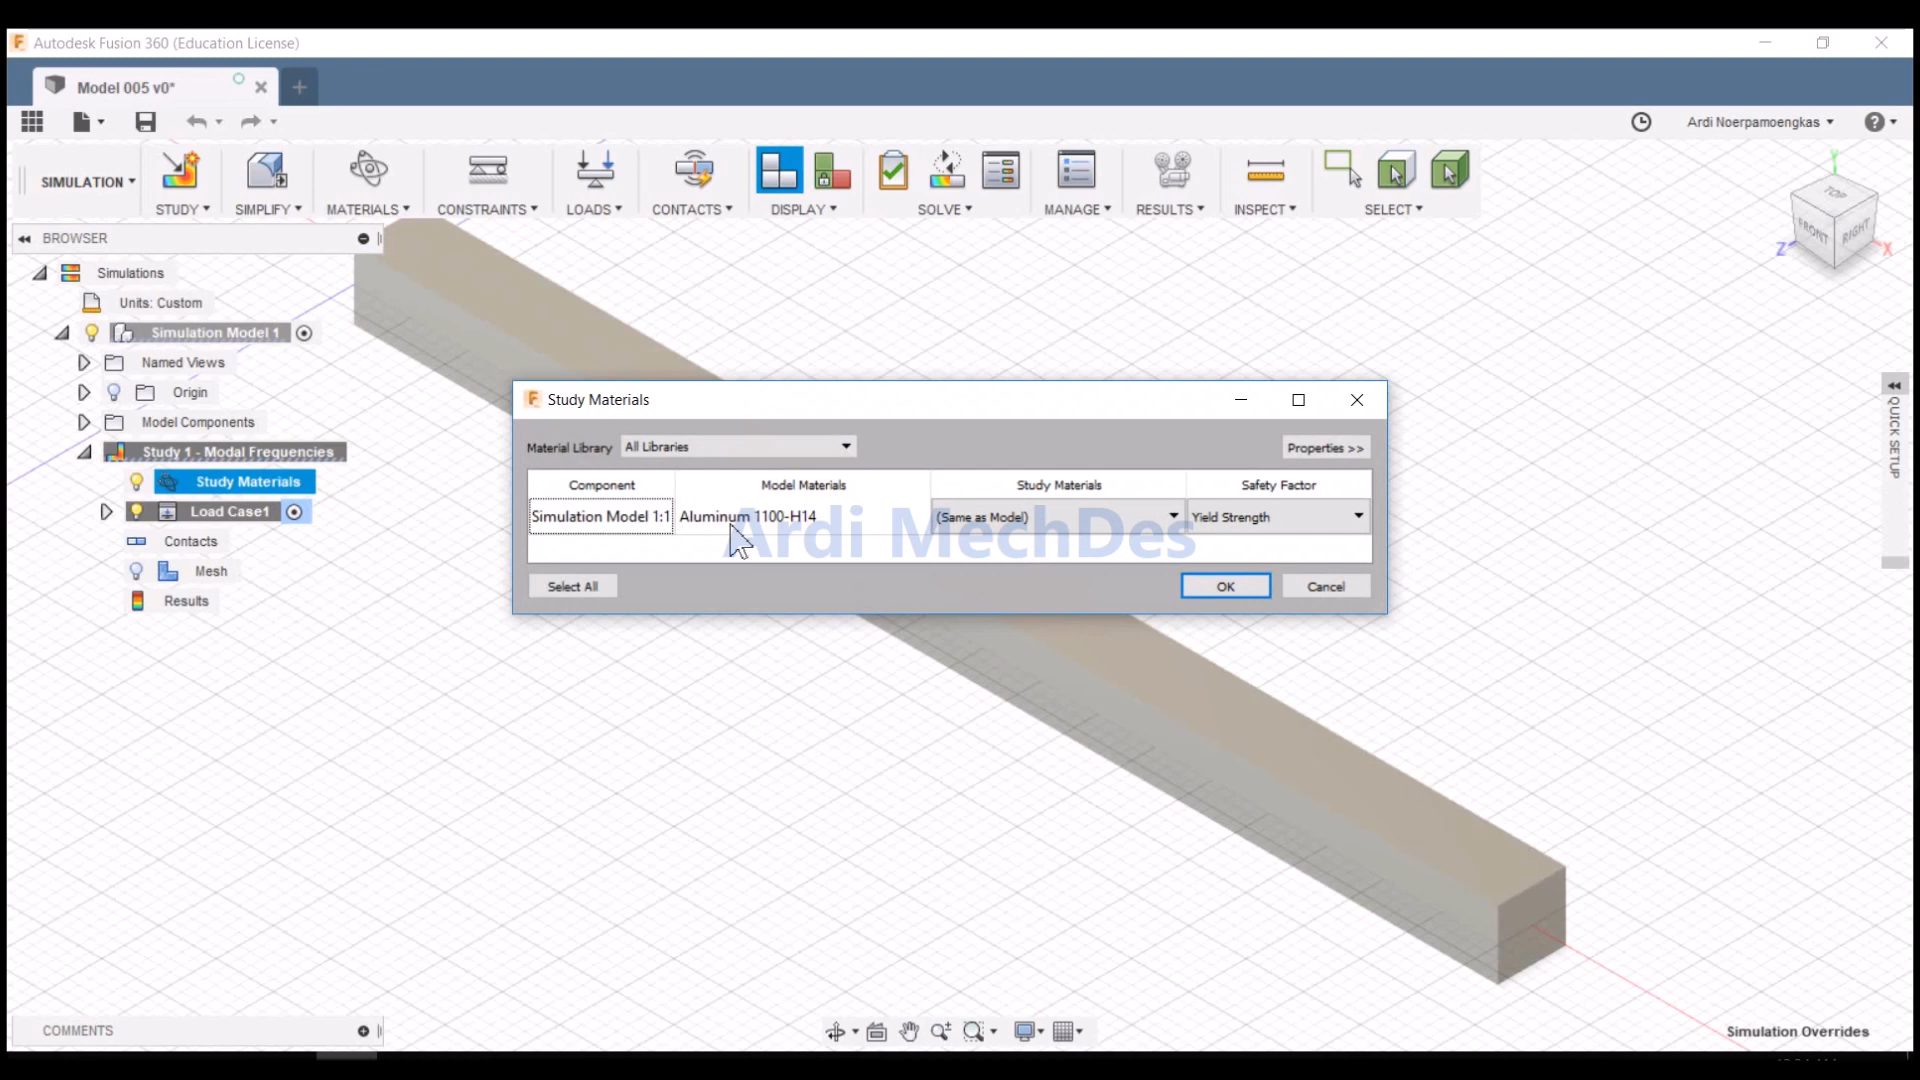 Autodesk Fusion 360 (Education License)
Model 005 v0*
Ardi Noerpamoengkas
SIMULATION
STUDY
SIMPLIFY
MATERIALS
CONSTRAINTS
LOADS
CONTACTS
DISPLAY
SOLVE
MANAGE
RESULTS
INSPECT
SELECT
TOP
FRONT
RIGHT
Y
Z
X
BROWSER
Simulations
Units: Custom
Simulation Model 1
Named Views
Origin
Model Components
Study 1 - Modal Frequencies
Study Materials
Load Case1
Contacts
Mesh
Results
QUICK SETUP
Study Materials
Material Library
All Libraries
Properties >>
Component
Model Materials
Study Materials
Safety Factor
Simulation Model 1:1
Aluminum 1100-H14
(Same as Model)
Yield Strength
Ardi MechDes
Select All
OK
Cancel
COMMENTS
Simulation Overrides